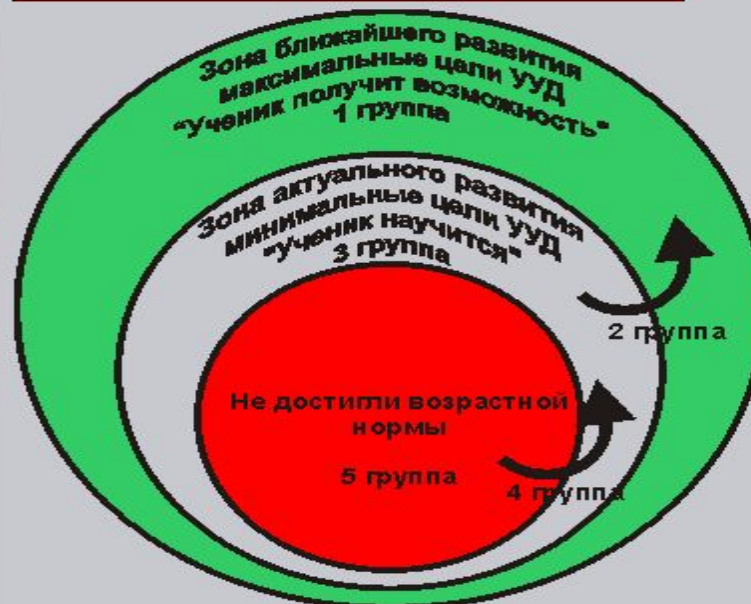 Зона ближайшего развития
максимальные цели УУД
"Ученик получит возможность"
1 группа
Зона актуального развития
минимальные цели УУД
"Ученик научится"
3 группа
2 группа
Не достигли возрастной
нормы
5 группа
4 группа